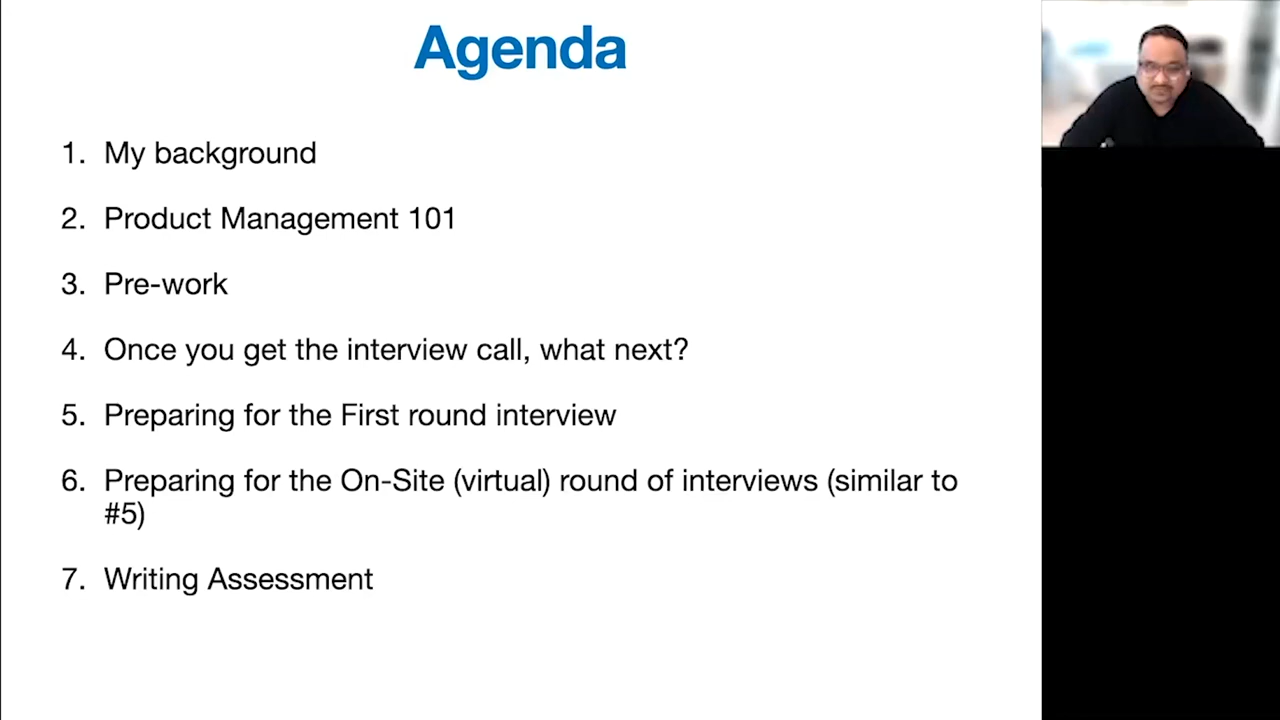 Agenda
1. My background
2. Product Management 101
3. Pre-work
4. Once you get the interview call, what next?
5. Preparing for the First round interview
6. Preparing for the On-Site (virtual) round of interviews (similar to
#5)
7. Writing Assessment